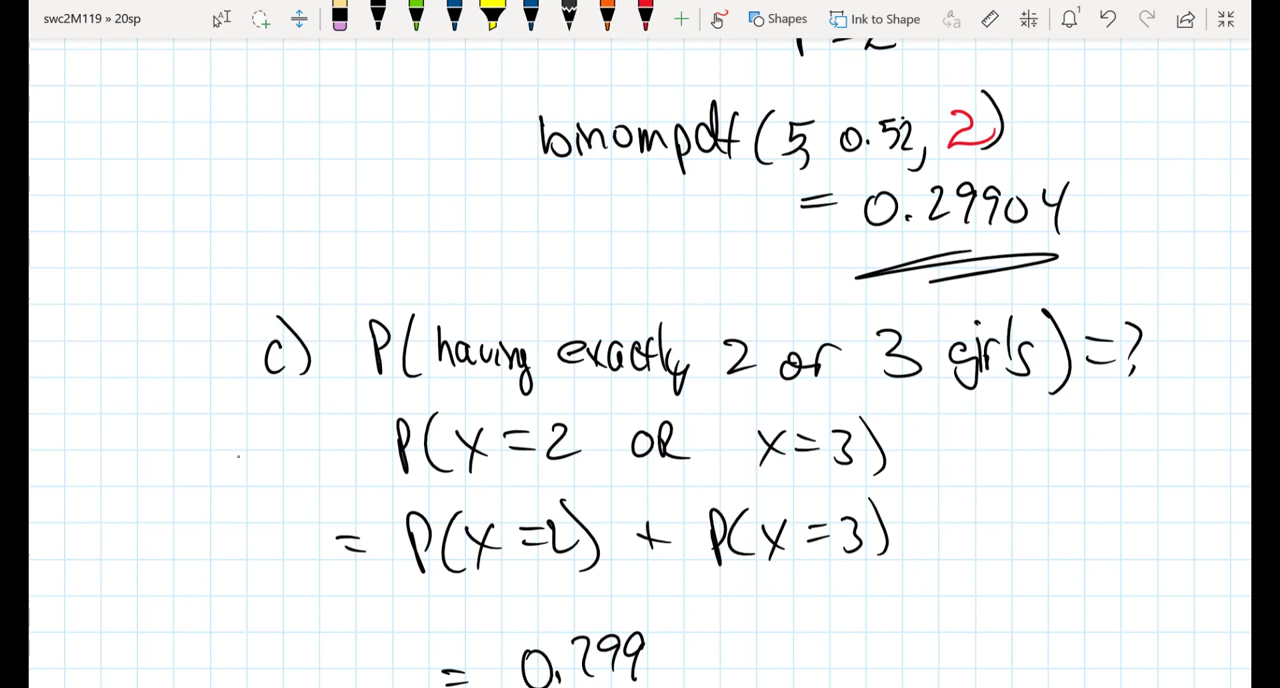 swc2M119 » 20sp
Shapes
Ink to Shape
1
binompdf (5, 0.52, 2)
= 0.29904
c) P(having exactly 2 or 3 girls) = ?
P(X=2 OR X=3)
= P(X=2) + P(X=3)
= 0.299